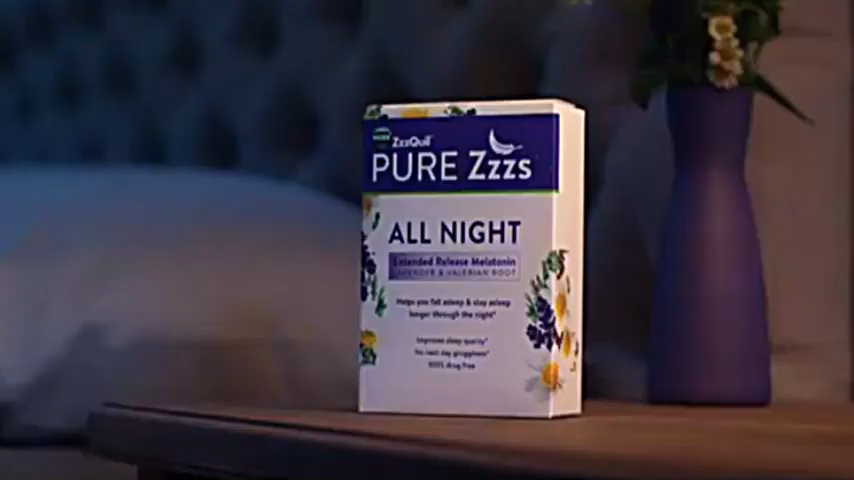 VICKS
ZzzQuil
PURE Zzzs
ALL NIGHT
Extended Release Melatonin
LAVENDER & VALERIAN ROOT
Helps you fall asleep & stay asleep
longer through the night*
Improves sleep quality*
No next day grogginess*
100% drug free